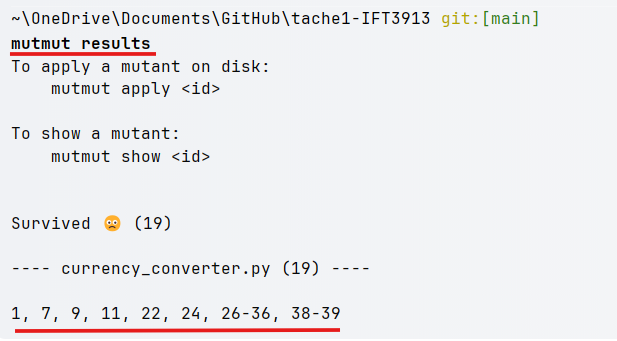 ~\OneDrive\Documents\GitHub\tache1-IFT3913 git:[main]
mutmut results
To apply a mutant on disk:
    mutmut apply <id>
To show a mutant:
    mutmut show <id>
Survived 🙁 (19)
---- currency_converter.py (19) ----
1, 7, 9, 11, 22, 24, 26-36, 38-39